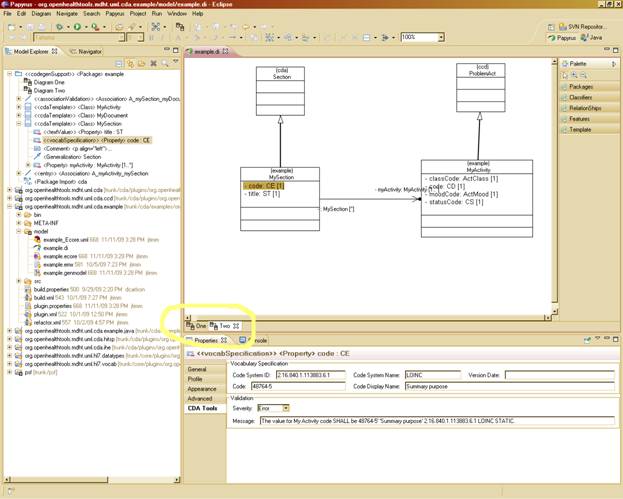 Papyrus - org.openhealthtools.mdht.uml.cda.example/model/example.di - Eclipse
File Edit Diagram Navigate Search Papyrus Project Run Window Help
100%
SVN Repositor...
Papyrus Java
Model Explorer Navigator
<<codegenSupport>> <Package> example
Diagram One
Diagram Two
<<associationValidation>> <Association> A_mySection_myDocu
<<cdaTemplate>> <Class> MyActivity
<<cdaTemplate>> <Class> MyDocument
<<cdaTemplate>> <Class> MySection
<<textValue>> <Property> title : ST
<<vocabSpecification>> <Property> code : CE
<Comment> <p align="left">...
<Generalization> Section
<Property> myActivity : MyActivity [1..*]
<<entry>> <Association> A_myActivity_mySection
<Package Import> cda
org.openhealthtools.mdht.uml.cda [trunk/cda/plugins/org.openhealt
org.openhealthtools.mdht.uml.ccd [trunk/cda/plugins/org.openhealt
org.openhealthtools.mdht.uml.cda.example [trunk/cda/examples/or
bin
META-INF
model
example_Ecore.uml 668 11/11/09 3:28 PM jtimm
example.di
example.ecore 668 11/11/09 3:28 PM jtimm
example.emx 581 10/5/09 7:23 PM jtimm
example.genmodel 668 11/11/09 3:28 PM jtimm
src
build.properties 500 9/29/09 2:20 PM dcarlson
build.xml 543 10/1/09 7:27 PM jtimm
plugin.properties 668 11/11/09 3:28 PM jtimm
plugin.xml 522 10/1/09 12:50 PM jtimm
refactor.xml 557 10/2/09 4:57 PM jtimm
org.openhealthtools.mdht.uml.cda.example.java [trunk/cda/example
org.openhealthtools.mdht.uml.cda.hitsp [trunk/cda/plugins/org.open
org.openhealthtools.mdht.uml.cda.ihe [trunk/cda/plugins/org.openhe
org.openhealthtools.mdht.uml.hl7.datatypes [trunk/core/plugins/org
org.openhealthtools.mdht.uml.hl7.vocab [trunk/core/plugins/org.ope
psf [trunk/psf]
example.di
(cda)
Section
(ccd)
ProblemAct
(example)
MySection
- code: CE [1]
- title: ST [1]
(example)
MyActivity
- classCode: ActClass [1]
- code: CD [1]
- moodCode: ActMood [1]
- statusCode: CS [1]
- MySection [*]
Palette
Packages
Classifiers
RelationShips
Features
Template
One Two
Properties Console
<<vocabSpecification>> <Property> code : CE
General
Profile
Appearance
Advanced
CDA Tools
Vocabulary Specification
Code System ID: 2.16.840.1.113883.6.1 Code System Name: LOINC Version Date:
Code: 48764-5 Code Display Name: Summary purpose
Validation
Severity: Error
Message: The value for My Activity code SHALL be 48764-5 'Summary purpose' 2.16.840.1.113883.6.1 LOINC STATIC.